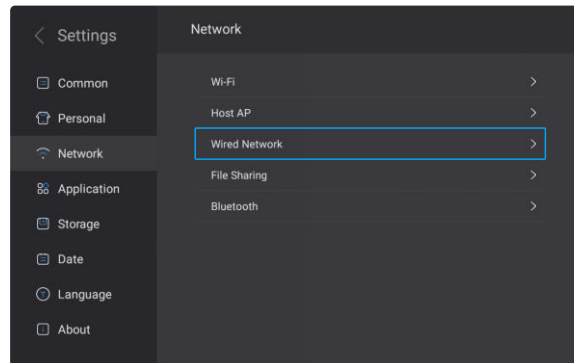 Settings
Common
Personal
Network
Application
Storage
Date
Language
About
Network
Wi-Fi
Host AP
Wired Network
File Sharing
Bluetooth